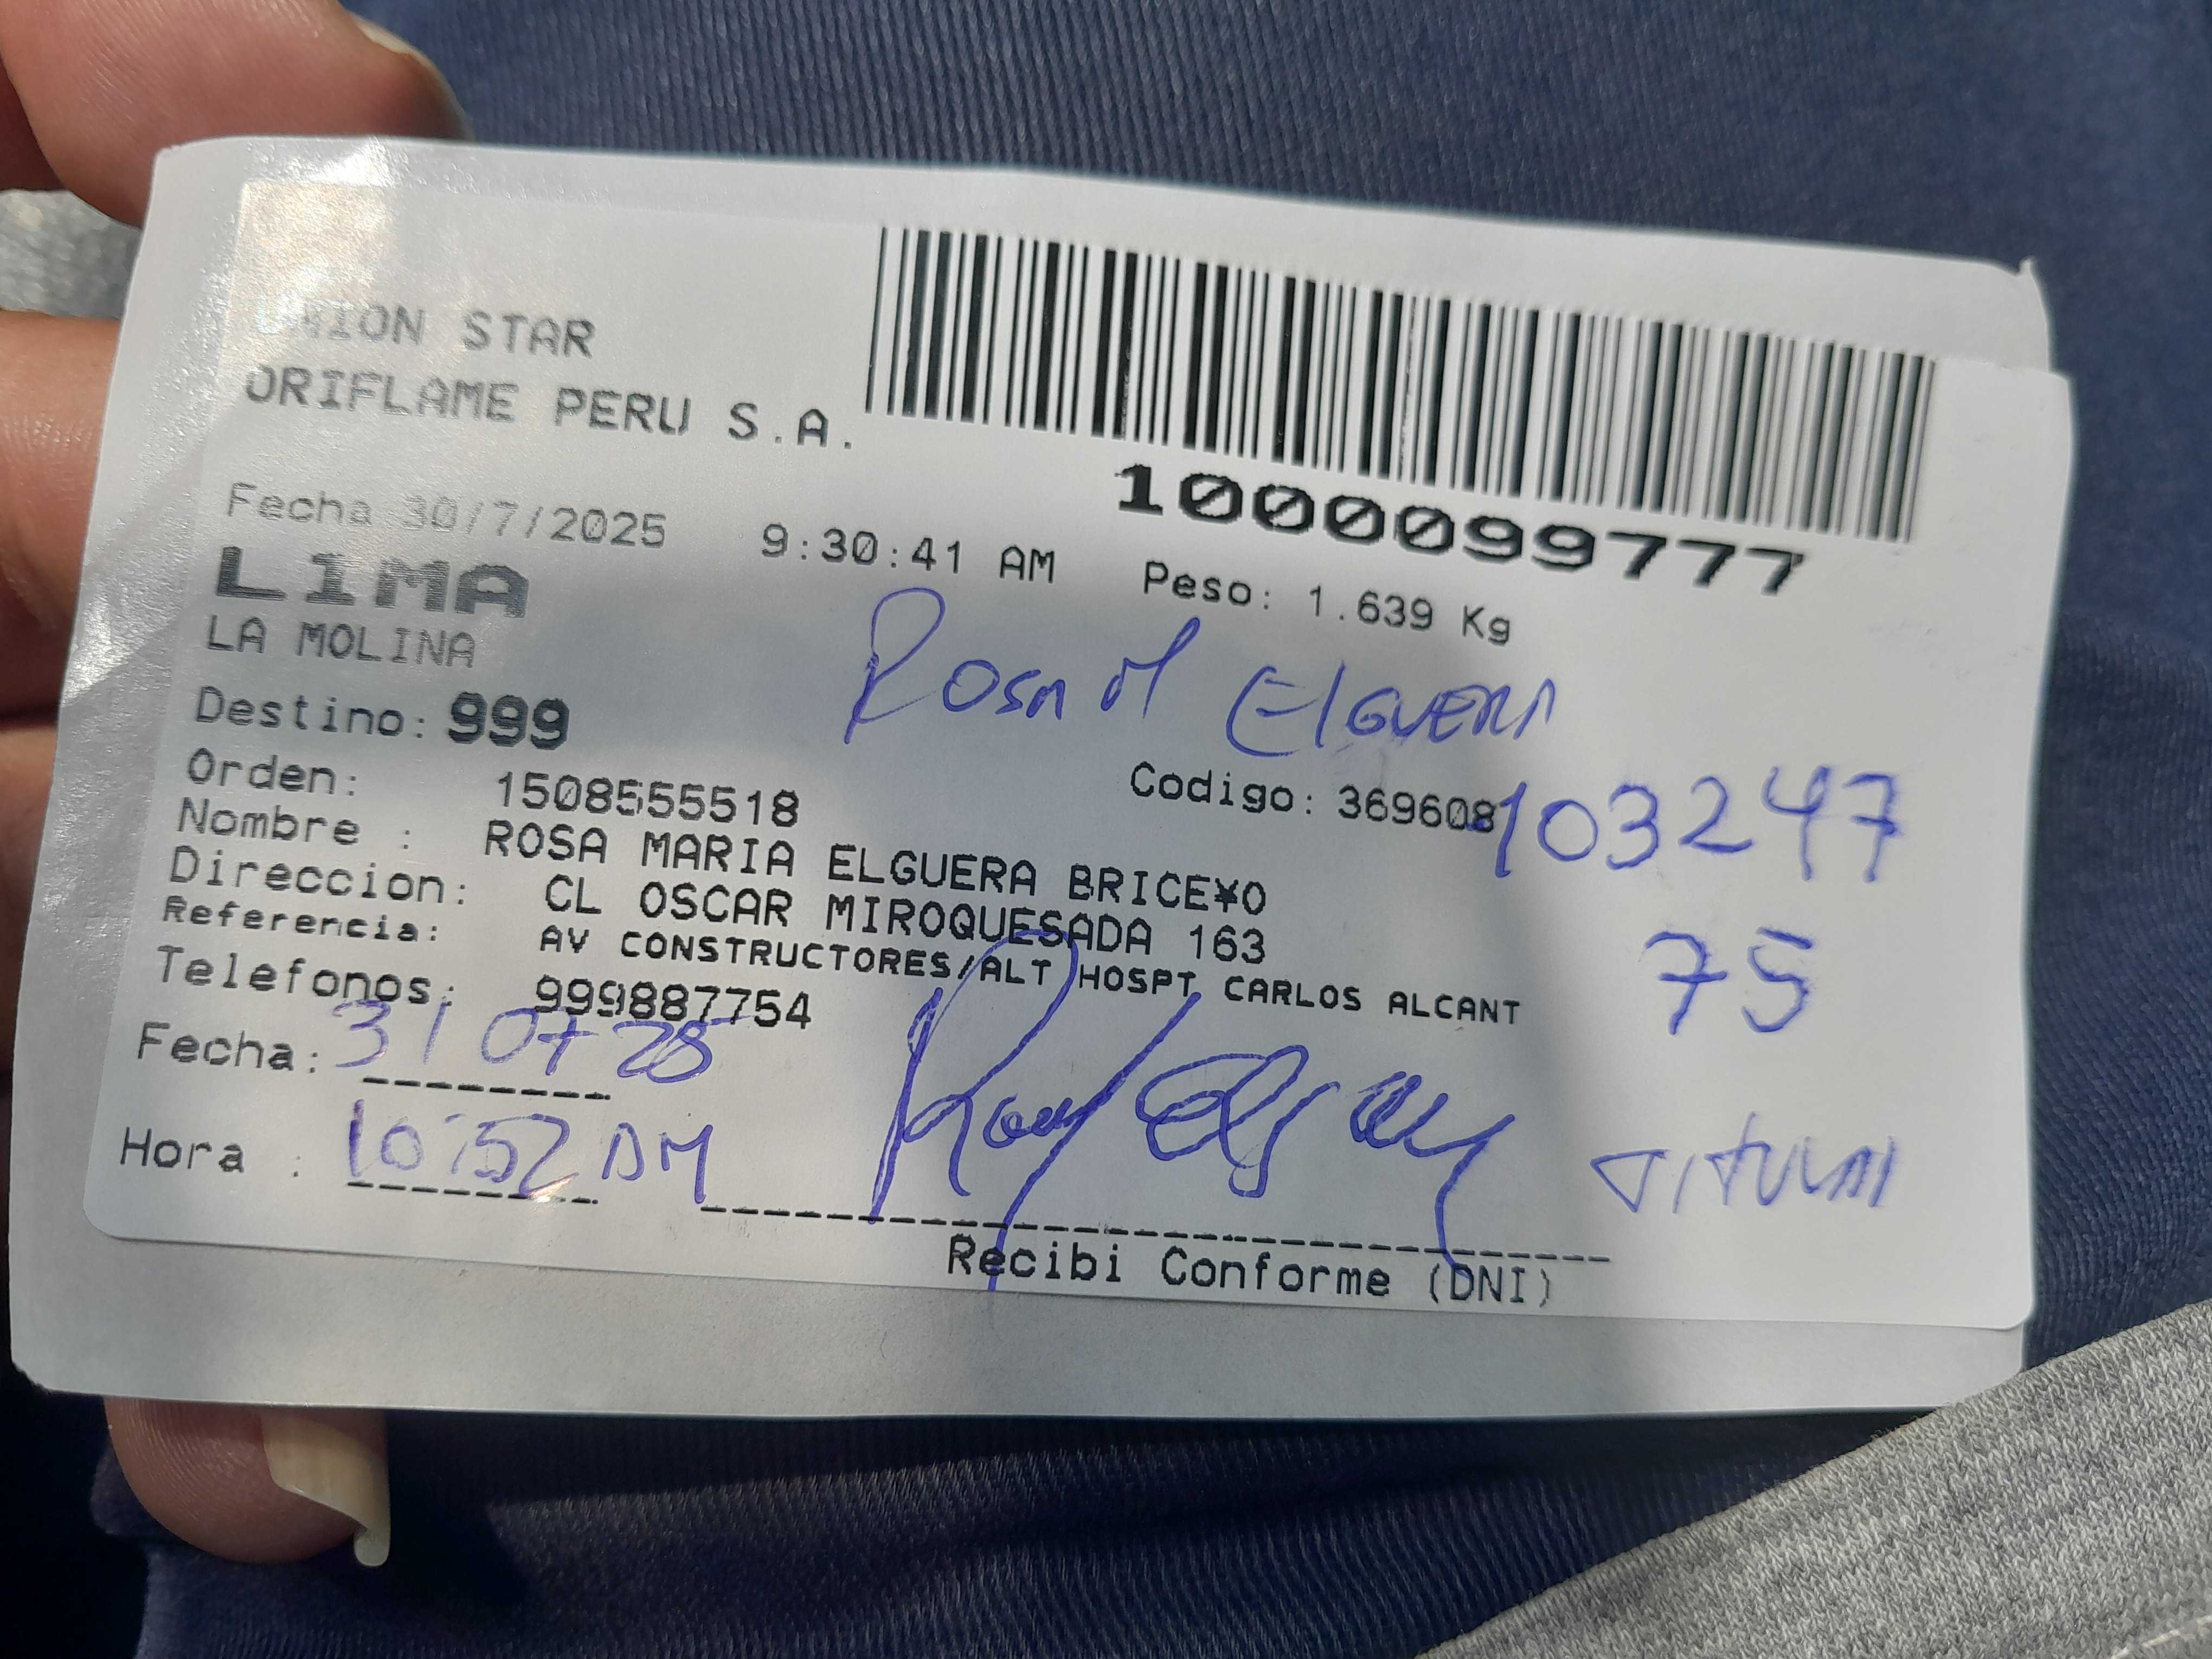 UNION STAR
ORIFLAME PERU S.A.
1000099777
Fecha 30/7/2025 9:30:41 AM Peso: 1.639 Kg
LIMA
LA MOLINA
Rosa M Elguera
Destino: 999
Orden: 1508555518 Codigo: 369608
103247
75
Nombre : ROSA MARIA ELGUERA BRICE¥O
Direccion: CL OSCAR MIROQUESADA 163
Referencia: AV CONSTRUCTORES/ALT HOSPT CARLOS ALCANT
Telefonos: 999887754
Fecha: 31 07 25
Hora : 10:52 AM
Titular
Recibi Conforme (DNI)